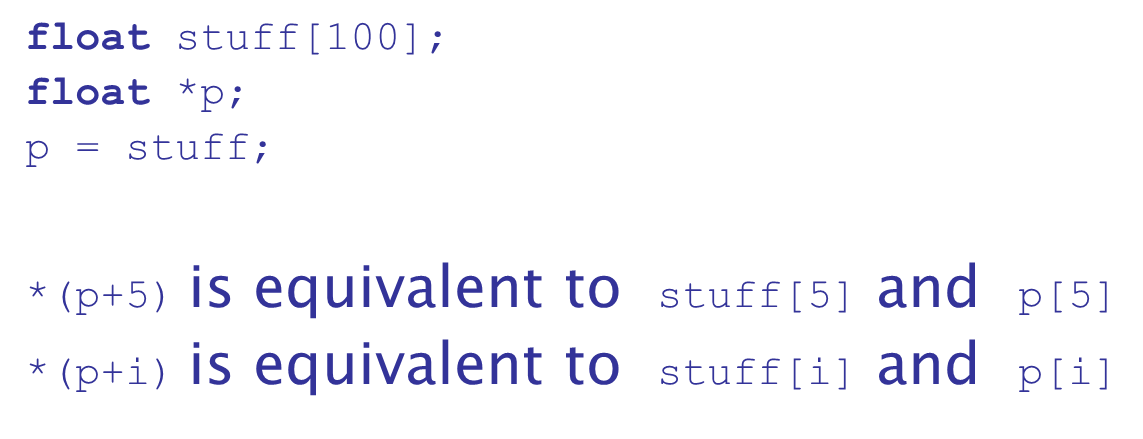 float stuff[100];
float *p;
p = stuff;
*(p+5) is equivalent to stuff[5] and p[5]
*(p+i) is equivalent to stuff[i] and p[i]